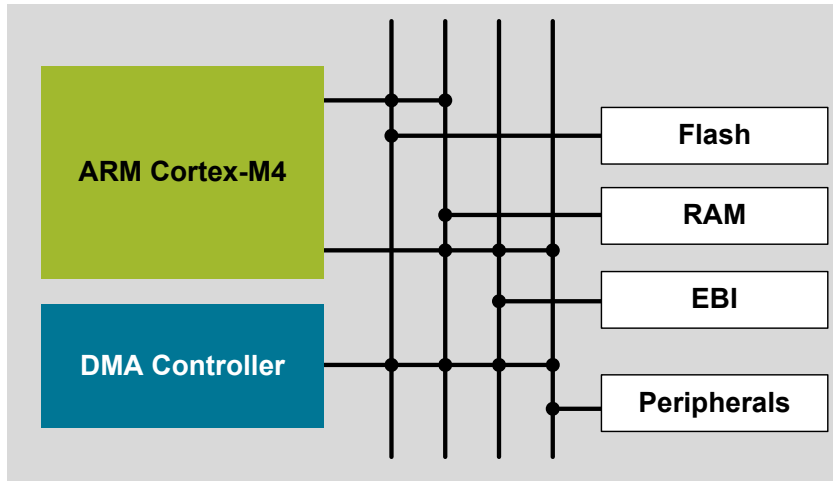 ARM Cortex-M4
DMA Controller
Flash
RAM
EBI
Peripherals